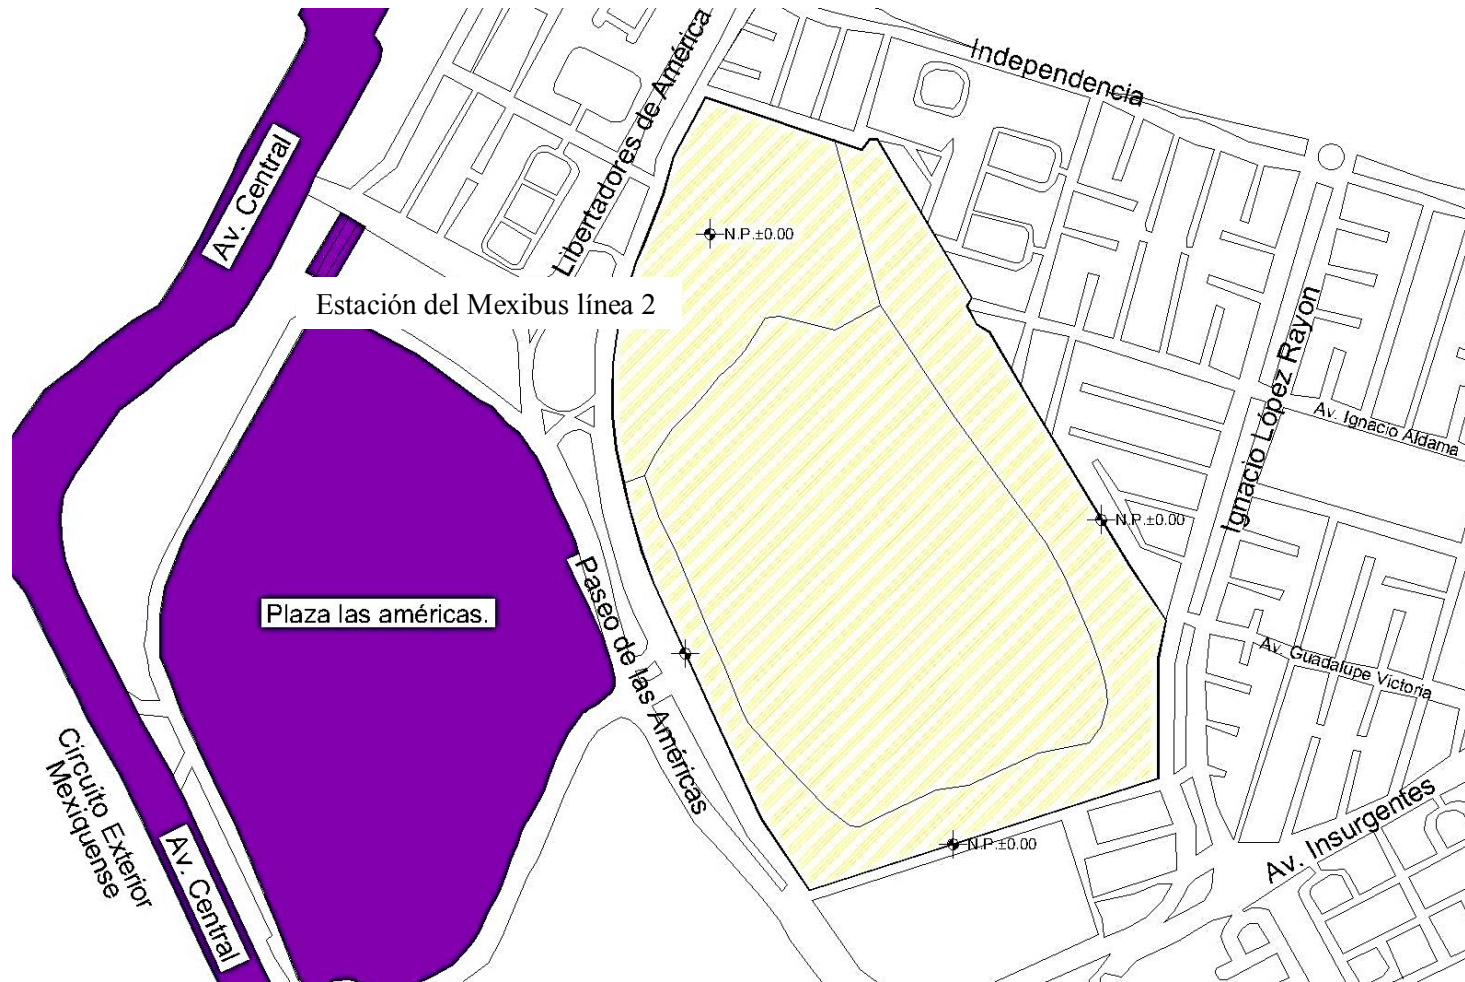 Independencia
Libertadores de América
Av. Central
N.P.±0.00
Estación del Mexibus línea 2
Ignacio López Rayon
Av. Ignacio Aldama
N.P.±0.00
Plaza las américas.
Paseo de las Américas
Av. Guadalupe Victoria
Circuito Exterior
Mexiquense
Av. Central
N.P.±0.00
Av. Insurgentes